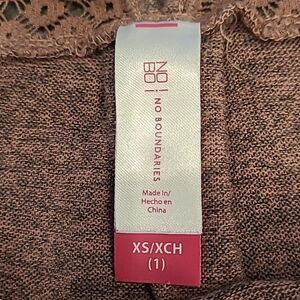 NO!
BO!
NO BOUNDARIES
Made In/
Hecho en
China
XS/XCH
(1)